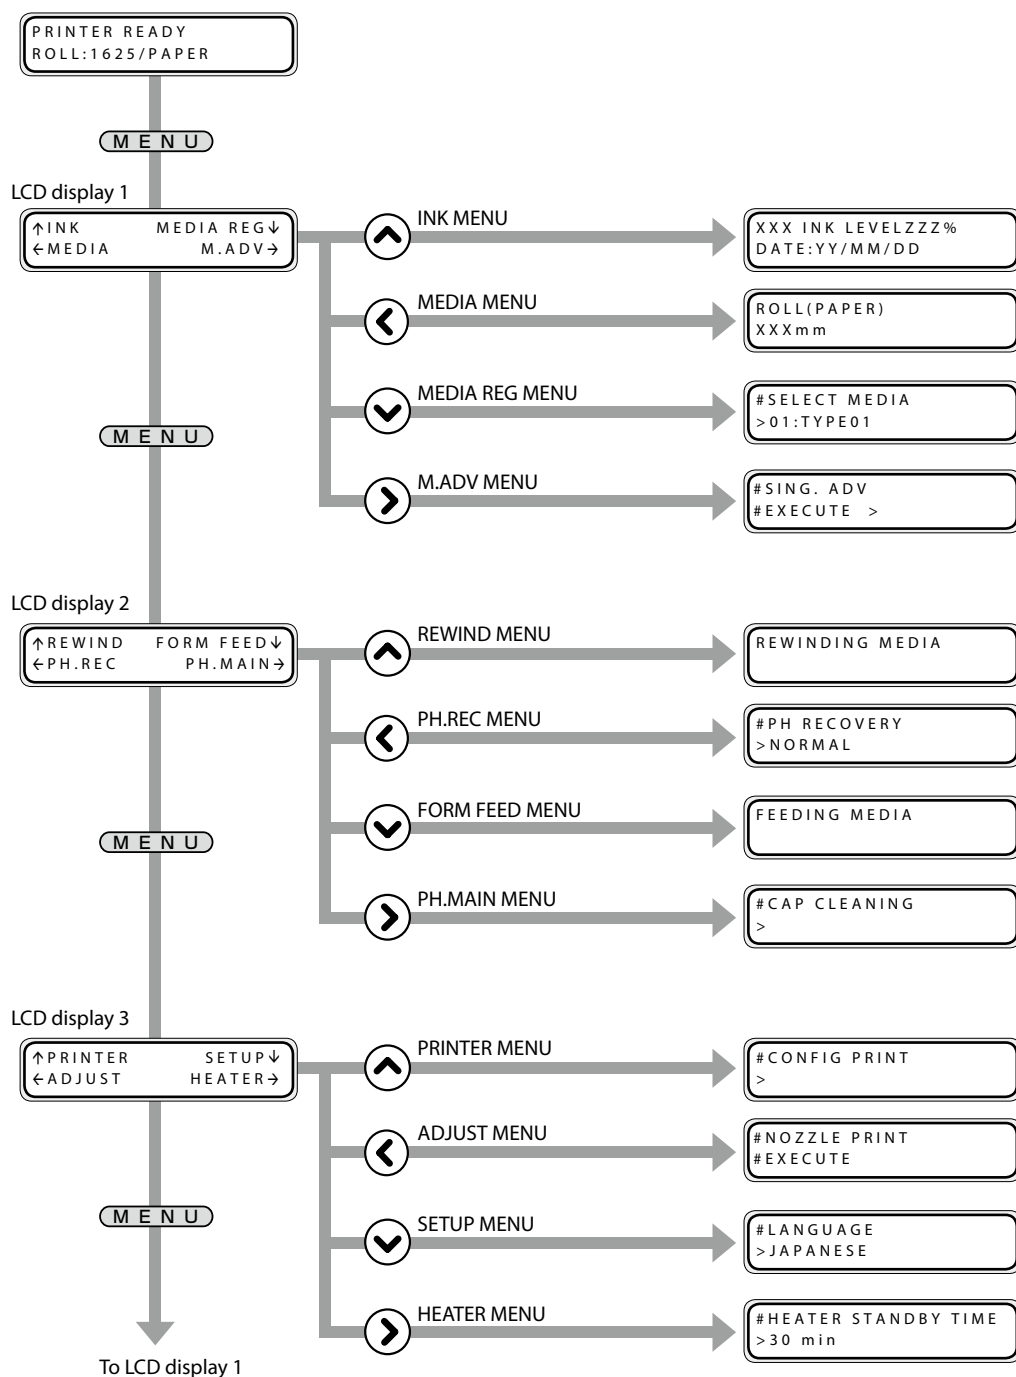 PRINTER READY
ROLL:1625/PAPER
MENU
LCD display 1
↑INK MEDIA REG↓
←MEDIA M.ADV→
INK MENU
XXX INK LEVELZZZ%
DATE:YY/MM/DD
MEDIA MENU
ROLL(PAPER)
XXXmm
MEDIA REG MENU
#SELECT MEDIA
>01:TYPE01
MENU
M.ADV MENU
#SING. ADV
#EXECUTE >
LCD display 2
↑REWIND FORM FEED↓
←PH.REC PH.MAIN→
REWIND MENU
REWINDING MEDIA
PH.REC MENU
#PH RECOVERY
>NORMAL
FORM FEED MENU
FEEDING MEDIA
MENU
PH.MAIN MENU
#CAP CLEANING
>
LCD display 3
↑PRINTER SETUP↓
←ADJUST HEATER→
PRINTER MENU
#CONFIG PRINT
>
ADJUST MENU
#NOZZLE PRINT
#EXECUTE
MENU
SETUP MENU
#LANGUAGE
>JAPANESE
HEATER MENU
#HEATER STANDBY TIME
>30 min
To LCD display 1